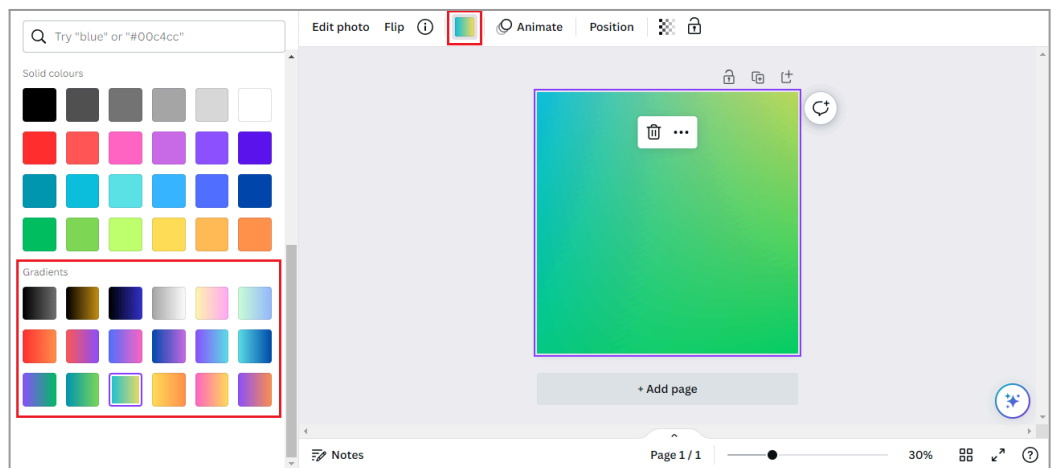 Try "blue" or "#00c4cc"
Edit photo Flip Animate Position
Solid colours
Gradients
+ Add page
Notes
Page 1 / 1
30%